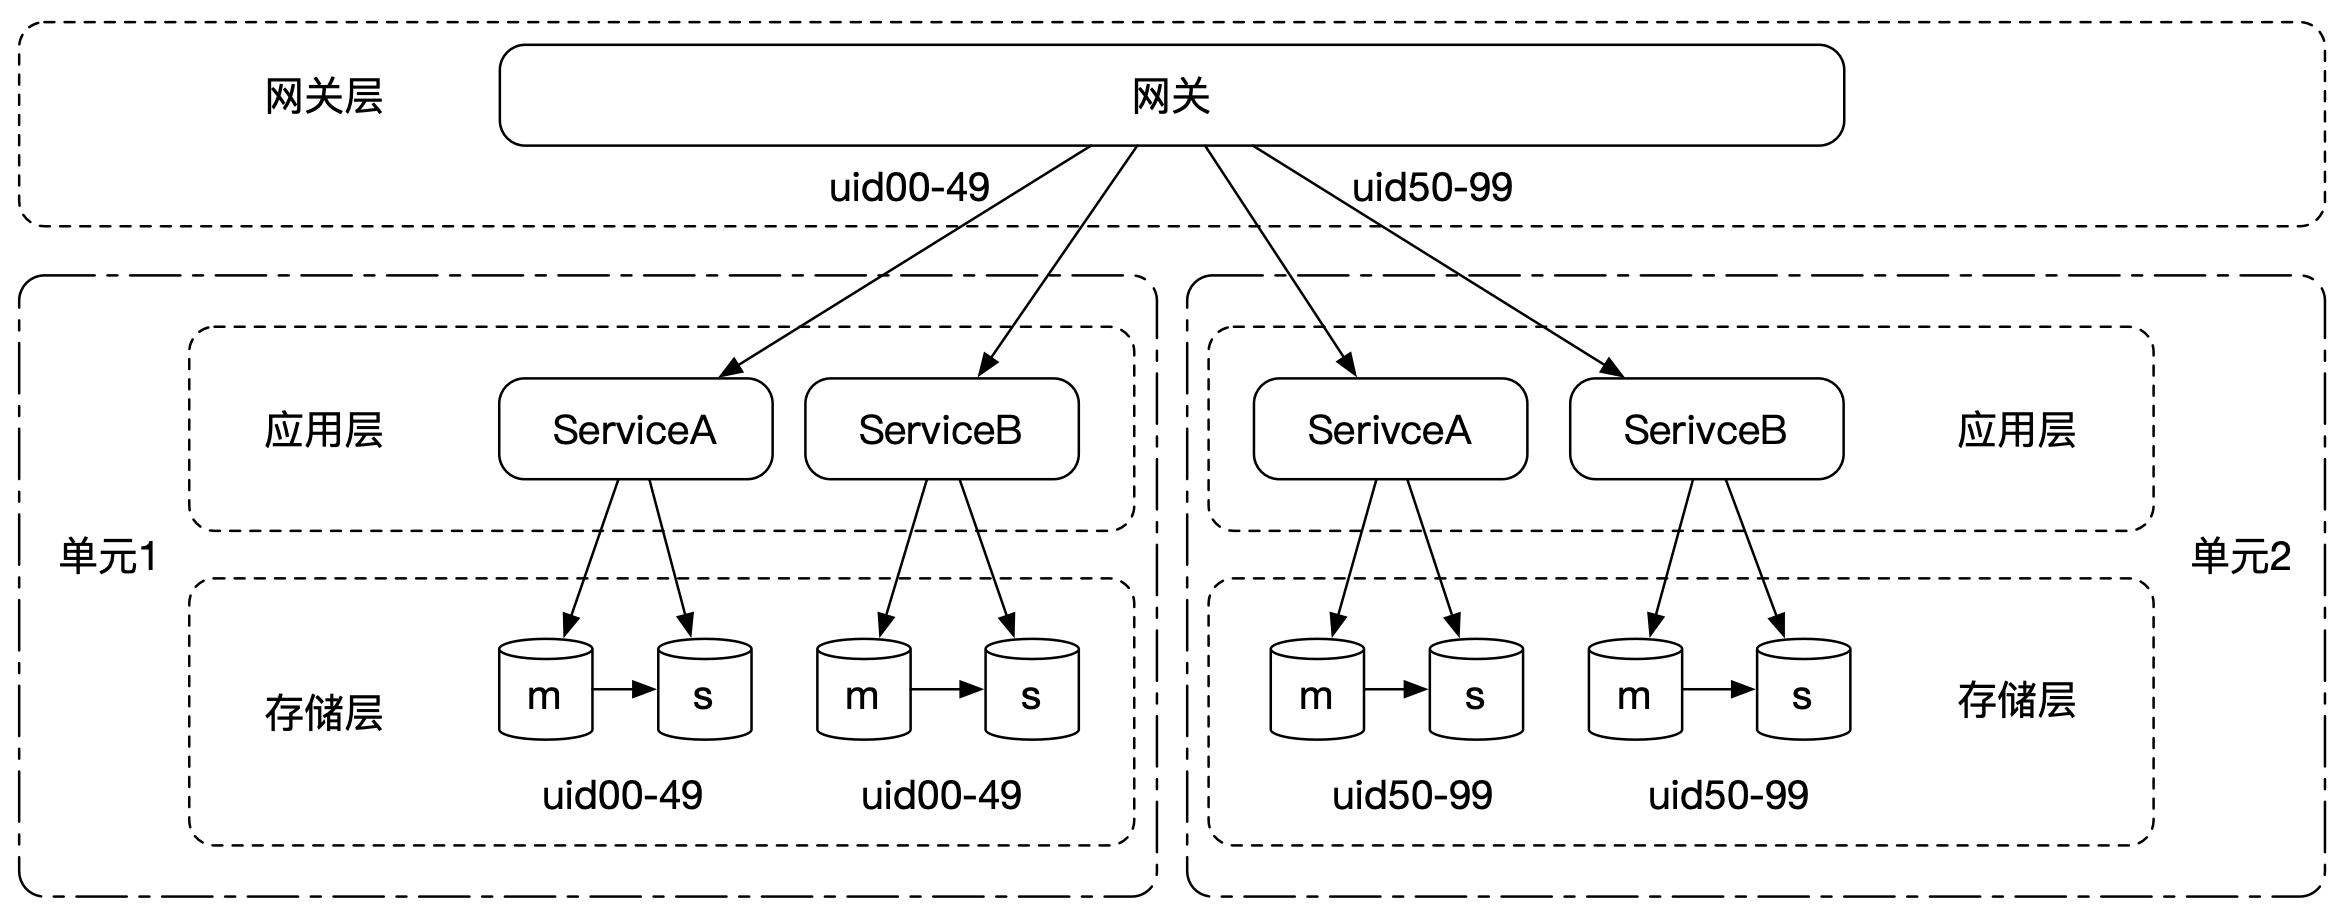 网关层
网关
uid00-49
uid50-99
单元1
应用层
ServiceA
ServiceB
存储层
m
s
m
s
uid00-49
uid00-49
SerivceA
SerivceB
应用层
单元2
m
s
m
s
存储层
uid50-99
uid50-99